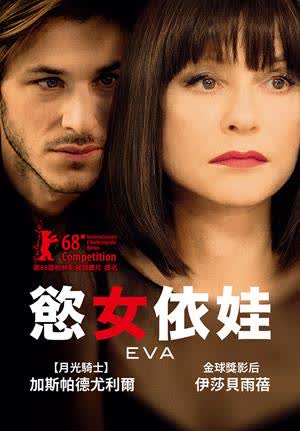 68
Internationale
Filmfestspiele
Berlin
Competition
第68屆柏林影展競賽片 提名
慾女依娃
EVA
【月光騎士】
加斯帕德尤利爾
金球獎影后
伊莎貝雨蓓